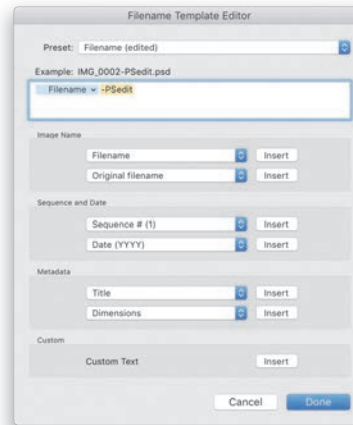 Filename Template Editor
Preset: Filename (edited)
Example: IMG_0002-PSedit.psd
Filename -PSedit
Image Name
Filename Insert
Original filename Insert
Sequence and Date
Sequence # (1) Insert
Date (YYYY) Insert
Metadata
Title Insert
Dimensions Insert
Custom
Custom Text Insert
Cancel Done